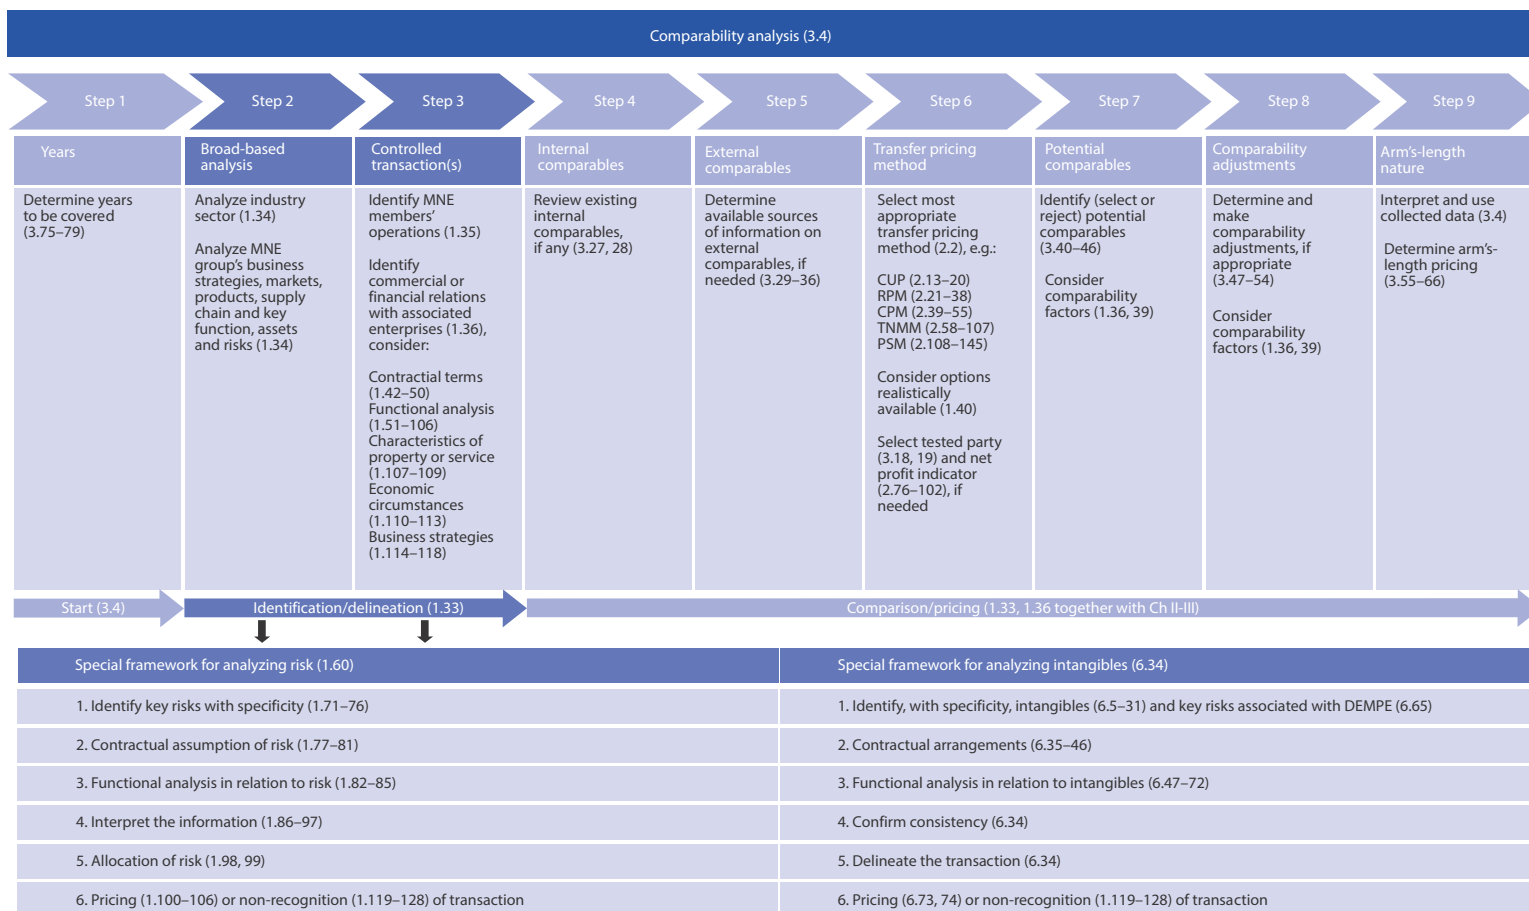 Comparability analysis (3.4)
Step 1
Step 2
Step 3
Step 4
Step 5
Step 6
Step 7
Step 8
Step 9
Years
Determine years
to be covered
(3.75–79)
Broad-based
analysis
Analyze industry
sector (1.34)
Analyze MNE
group's business
strategies, markets,
products, supply
chain and key
function, assets
and risks (1.34)
Controlled
transaction(s)
Identify MNE
members'
operations (1.35)
Identify
commercial or
financial relations
with associated
enterprises (1.36),
consider:
Contractial terms
(1.42–50)
Functional analysis
(1.51–106)
Characteristics of
property or service
(1.107–109)
Economic
circumstances
(1.110–113)
Business strategies
(1.114–118)
Internal
comparables
Review existing
internal
comparables,
if any (3.27, 28)
External
comparables
Determine
available sources
of information on
external
comparables, if
needed (3.29–36)
Transfer pricing
method
Select most
appropriate
transfer pricing
method (2.2), e.g.:
CUP (2.13–20)
RPM (2.21–38)
CPM (2.39–55)
TNMM (2.58–107)
PSM (2.108–145)
Consider options
realistically
available (1.40)
Select tested party
(3.18, 19) and net
profit indicator
(2.76–102), if
needed
Potential
comparables
Identify (select or
reject) potential
comparables
(3.40–46)
Consider
comparability
factors (1.36, 39)
Comparability
adjustments
Determine and
make
comparability
adjustments, if
appropriate
(3.47–54)
Consider
comparability
factors (1.36, 39)
Arm's-length
nature
Interpret and use
collected data (3.4)
Determine arm's-
length pricing
(3.55–66)
Start (3.4)
Identification/delineation (1.33)
Comparison/pricing (1.33, 1.36 together with Ch II-III)
Special framework for analyzing risk (1.60)
1. Identify key risks with specificity (1.71–76)
2. Contractual assumption of risk (1.77–81)
3. Functional analysis in relation to risk (1.82–85)
4. Interpret the information (1.86–97)
5. Allocation of risk (1.98, 99)
6. Pricing (1.100–106) or non-recognition (1.119–128) of transaction
Special framework for analyzing intangibles (6.34)
1. Identify, with specificity, intangibles (6.5–31) and key risks associated with DEMPE (6.65)
2. Contractual arrangements (6.35–46)
3. Functional analysis in relation to intangibles (6.47–72)
4. Confirm consistency (6.34)
5. Delineate the transaction (6.34)
6. Pricing (6.73, 74) or non-recognition (1.119–128) of transaction